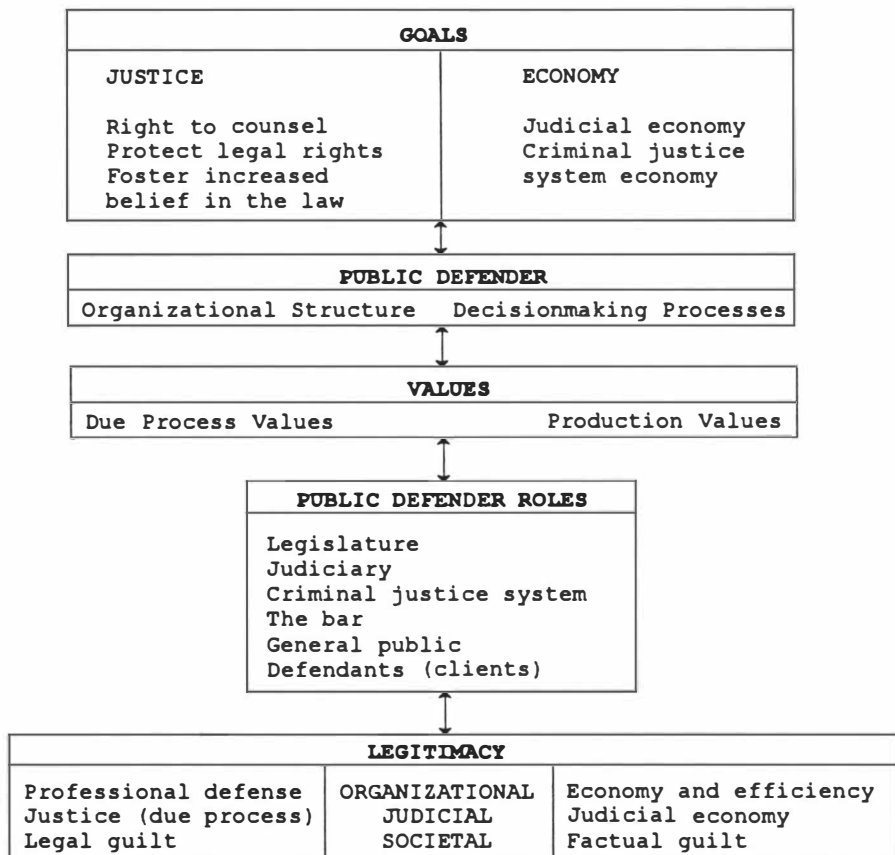 GOALS
JUSTICE
Right to counsel
Protect legal rights
Foster increased
belief in the law
ECONOMY
Judicial economy
Criminal justice
system economy
PUBLIC DEFENDER
Organizational Structure Decisionmaking Processes
VALUES
Due Process Values Production Values
PUBLIC DEFENDER ROLES
Legislature
Judiciary
Criminal justice system
The bar
General public
Defendants (clients)
LEGITIMACY
Professional defense ORGANIZATIONAL Economy and efficiency
Justice (due process) JUDICIAL Judicial economy
Legal guilt SOCIETAL Factual guilt